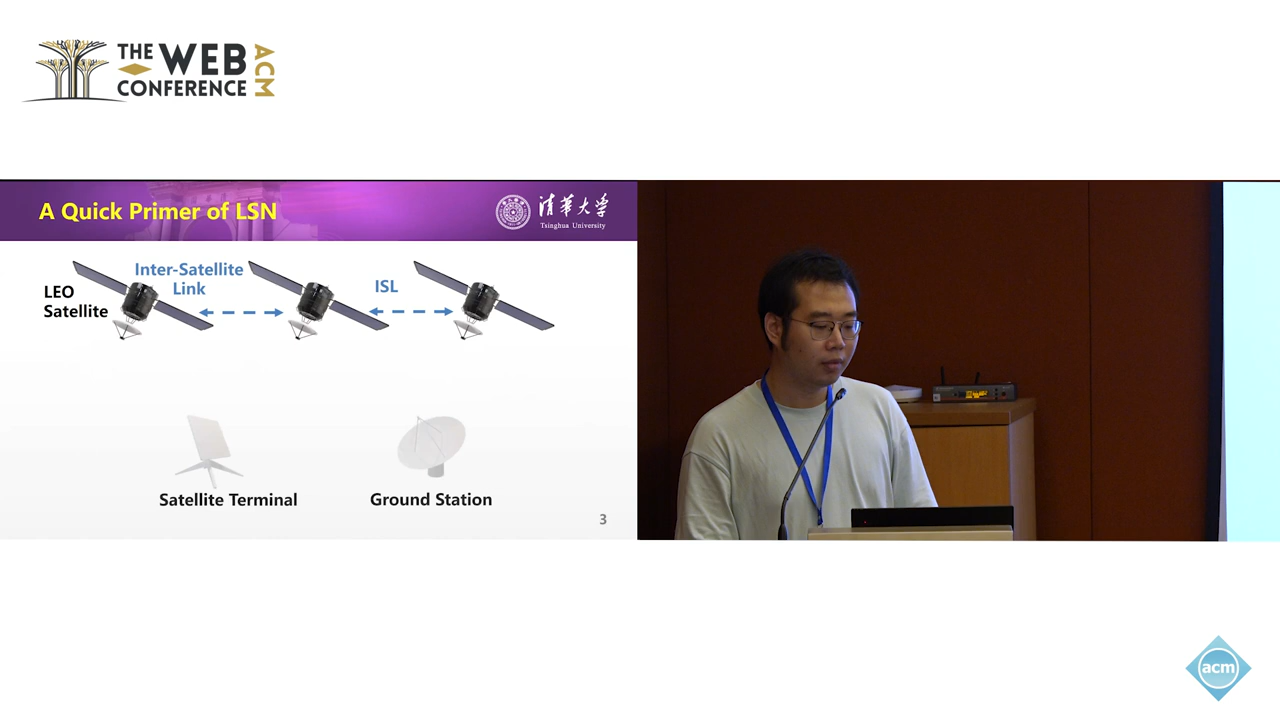 THE WEB
CONFERENCE
ACM
A Quick Primer of LSN
清華大学
Tsinghua University
LEO
Satellite
Inter-Satellite
Link
ISL
Satellite Terminal
Ground Station
3
acm